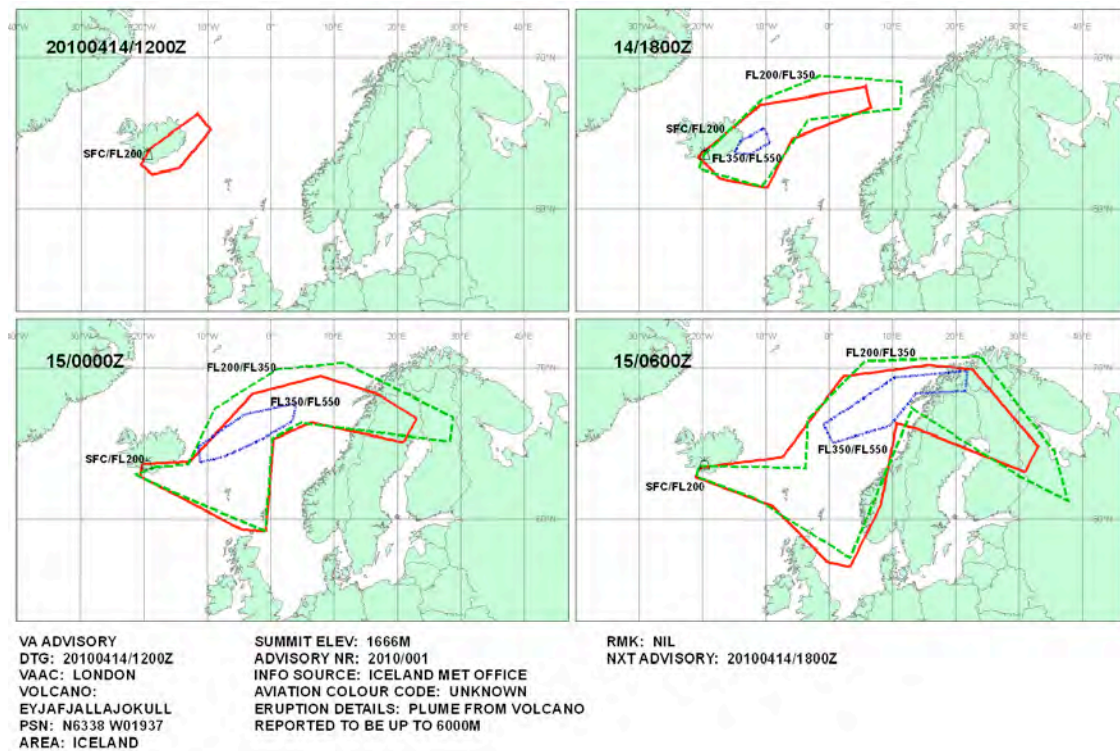 20100414/1200Z
SFC/FL200
14/1800Z
FL200/FL350
70°N
SFC/FL200
FL350/FL550
15/0000Z
FL200/FL350
FL350/FL550
SFC/FL200
15/0600Z
FL200/FL350
FL350/FL550
SFC/FL200
VA ADVISORY
DTG: 20100414/1200Z
VAAC: LONDON
VOLCANO:
EYJAFJALLAJOKULL
PSN: N6338 W01937
AREA: ICELAND
SUMMIT ELEV: 1666M
ADVISORY NR: 2010/001
INFO SOURCE: ICELAND MET OFFICE
AVIATION COLOUR CODE: UNKNOWN
ERUPTION DETAILS: PLUME FROM VOLCANO
REPORTED TO BE UP TO 6000M
RMK: NIL
NXT ADVISORY: 20100414/1800Z